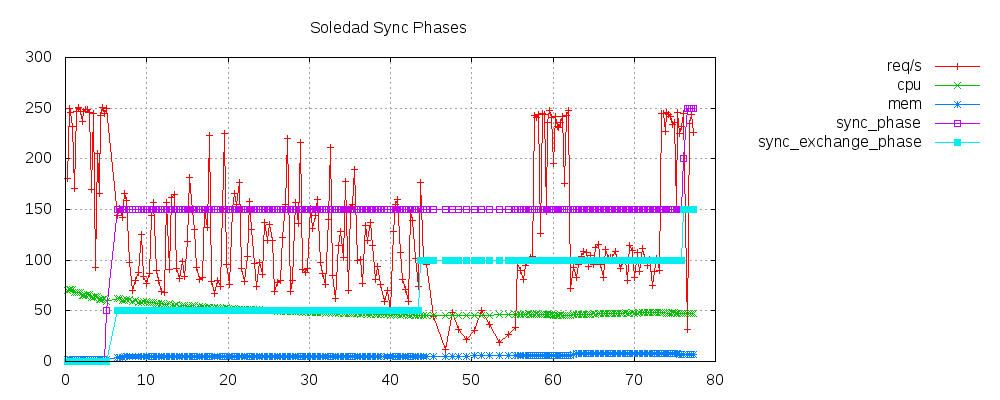 Soledad Sync Phases
300
250
200
150
100
50
0
0 10 20 30 40 50 60 70 80
req/s
cpu
mem
sync_phase
sync_exchange_phase